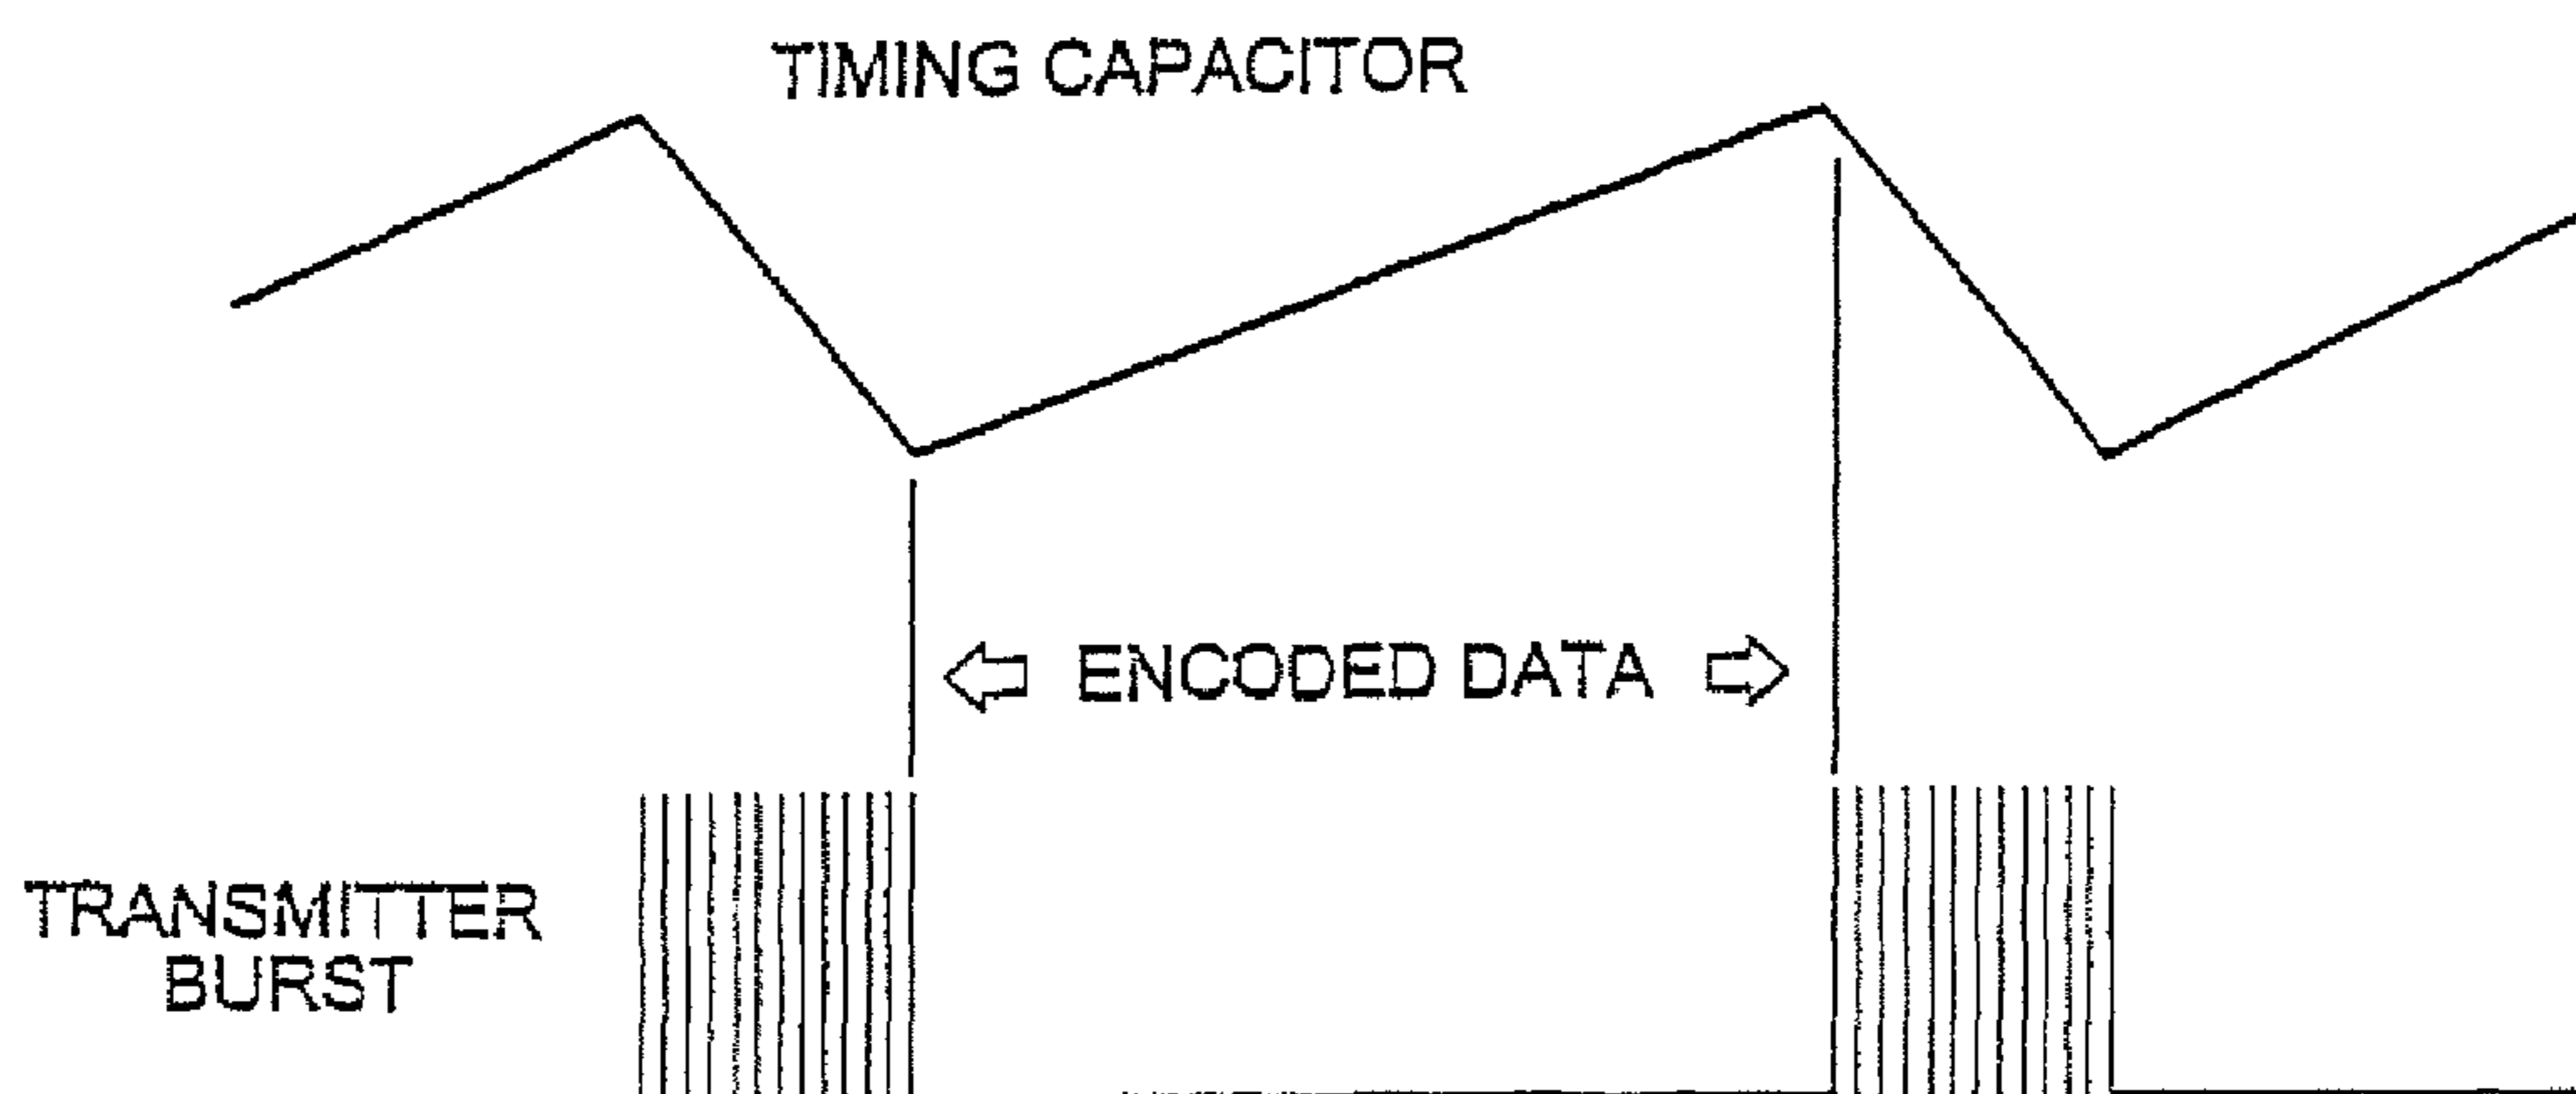 TIMING CAPACITOR
ENCODED DATA
TRANSMITTER
BURST